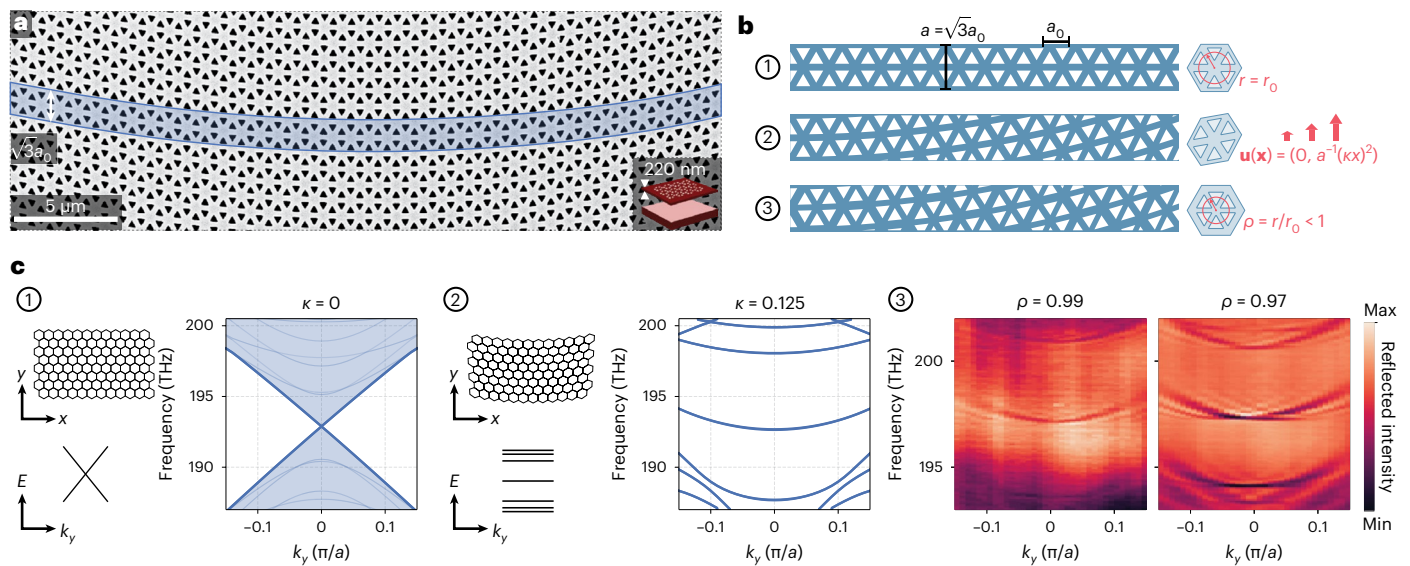 a
√3a₀
5 μm
220 nm
b
a = √3a₀
a₀
1
r = r₀
2
u(x) = (0, a⁻¹(κx)²)
3
ρ = r/r₀ < 1
c
1
y
x
E
k_y
κ = 0
Frequency (THz)
200
195
190
−0.1
0
0.1
k_y (π/a)
2
y
x
E
k_y
κ = 0.125
Frequency (THz)
200
195
190
−0.1
0
0.1
k_y (π/a)
3
ρ = 0.99
Frequency (THz)
200
195
−0.1
0
0.1
k_y (π/a)
ρ = 0.97
−0.1
0
0.1
k_y (π/a)
Max
Reflected intensity
Min